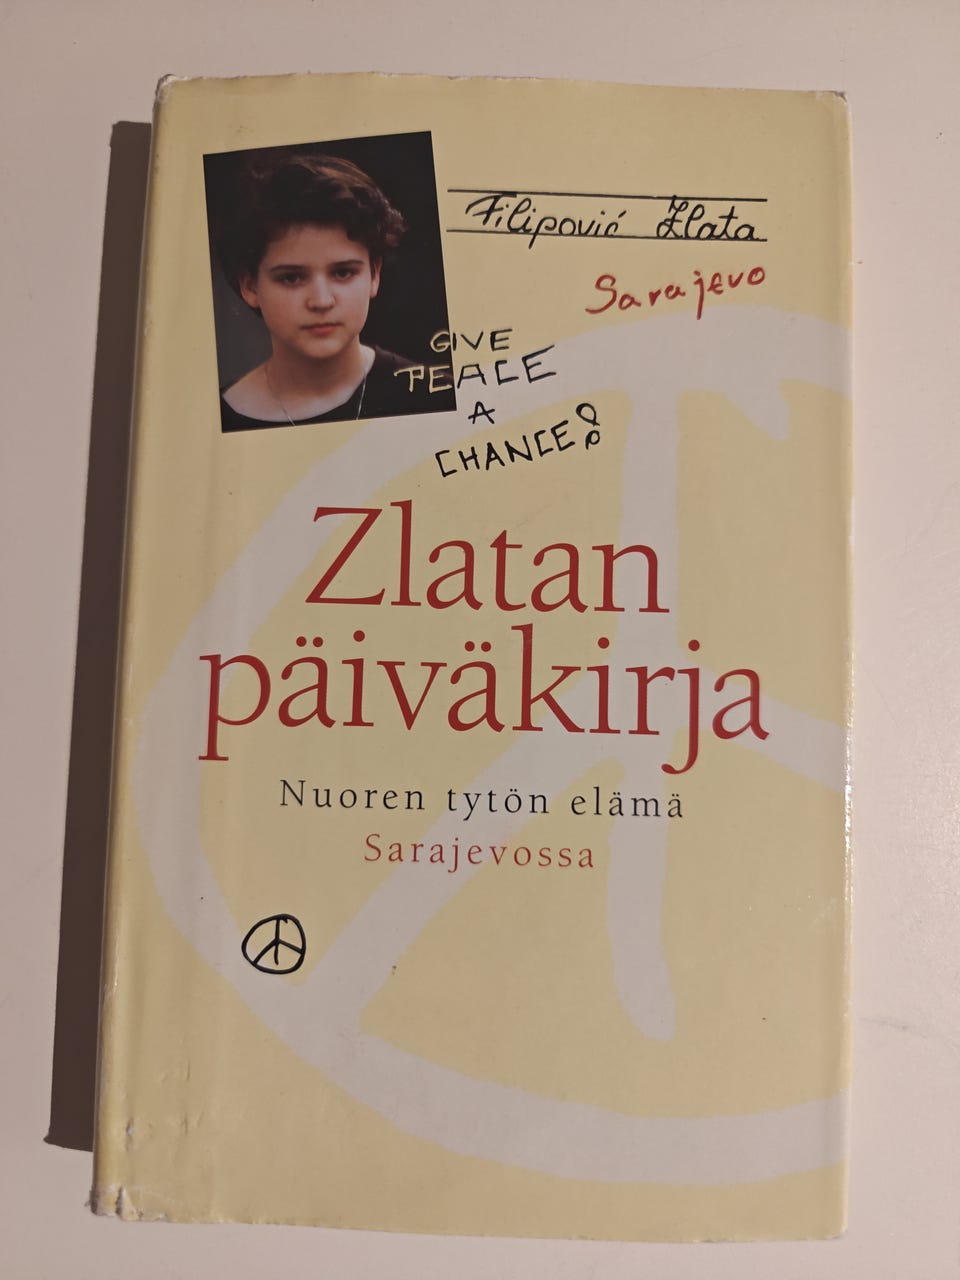 Filipović Zlata
Sarajevo
GIVE
PEACE
A
CHANCE!
Zlatan
päiväkirja
Nuoren tytön elämä
Sarajevossa